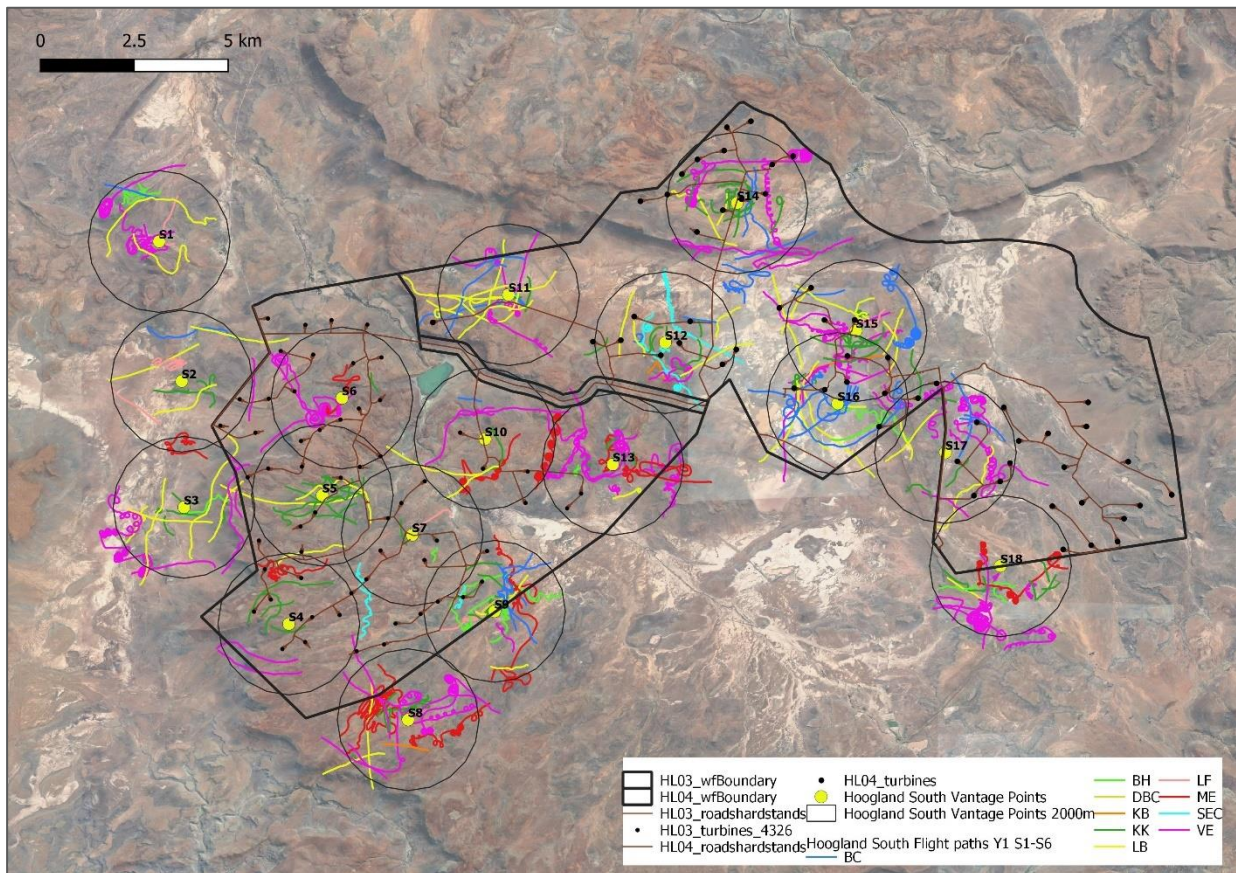 0 2.5 5 km
S1
S14
S11
S15
S12
S2
S6
S16
S10
S17
S13
S5
S3
S7
S18
S9
S4
S8
HL03_wfBoundary
HL04_wfBoundary
HL03_roadshardstands
HL03_turbines_4326
HL04_roadshardstands
HL04_turbines
Hoogland South Vantage Points
Hoogland South Vantage Points 2000m
Hoogland South Flight paths Y1 S1-S6
BC
BH
DBC
KB
KK
LB
LF
ME
SEC
VE